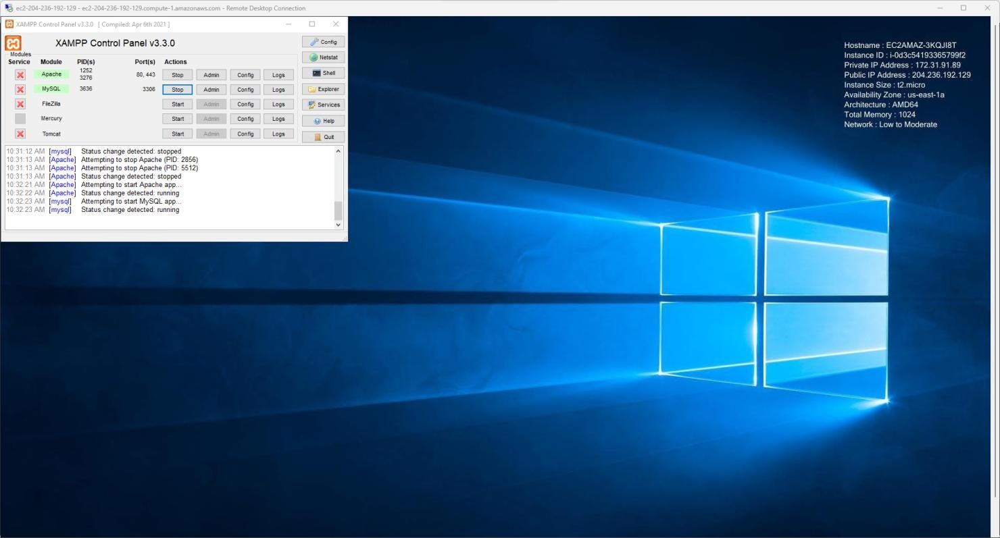 ec2-204-236-192-129 - ec2-204-236-192-129.compute-1.amazonaws.com - Remote Desktop Connection
XAMPP Control Panel v3.3.0 [ Compiled: Apr 6th 2021 ]
XAMPP Control Panel v3.3.0
Config
Modules
Service Module PID(s) Port(s) Actions
Netstat
Apache 1252 3276 80, 443 Stop Admin Config Logs
Shell
MySQL 3636 3306 Stop Admin Config Logs
Explorer
FileZilla Start Admin Config Logs
Services
Mercury Start Admin Config Logs
Help
Tomcat Start Admin Config Logs
Quit
10:31:12 AM [mysql] Status change detected: stopped
10:31:13 AM [Apache] Attempting to stop Apache (PID: 2856)
10:31:13 AM [Apache] Attempting to stop Apache (PID: 5512)
10:31:13 AM [Apache] Status change detected: stopped
10:32:21 AM [Apache] Attempting to start Apache app...
10:32:22 AM [Apache] Status change detected: running
10:32:23 AM [mysql] Attempting to start MySQL app...
10:32:23 AM [mysql] Status change detected: running
Hostname : EC2AMAZ-3KQJI8T
Instance ID : i-0d3c54193365799f2
Private IP Address : 172.31.91.89
Public IP Address : 204.236.192.129
Instance Size : t2.micro
Availability Zone : us-east-1a
Architecture : AMD64
Total Memory : 1024
Network : Low to Moderate